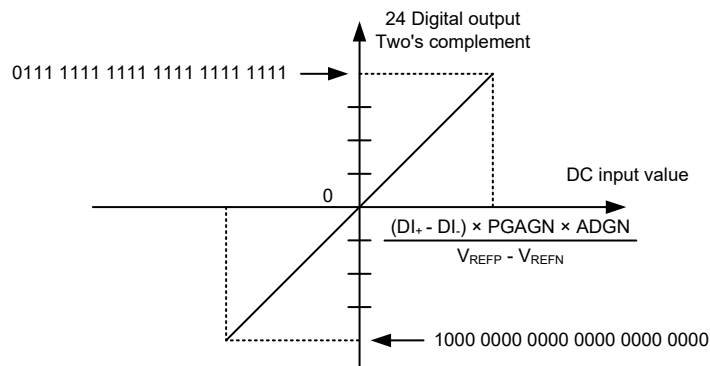 24 Digital output
Two's complement
0111 1111 1111 1111 1111 1111
DC input value
0
(DI+ - DI-) × PGAGN × ADGN
VREFP - VREFN
1000 0000 0000 0000 0000 0000